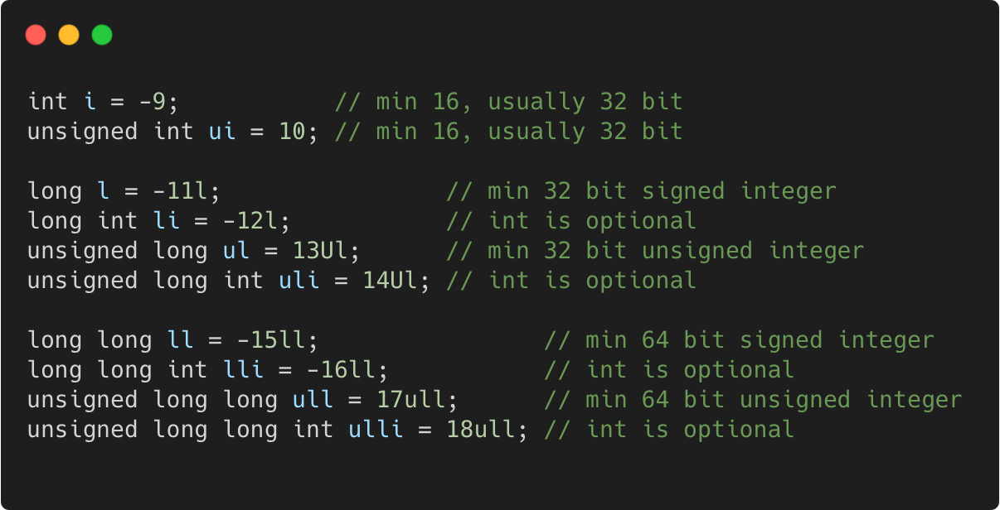 int i = -9;           // min 16, usually 32 bit
unsigned int ui = 10; // min 16, usually 32 bit

long l = -11l;                // min 32 bit signed integer
long int li = -12l;           // int is optional
unsigned long ul = 13Ul;      // min 32 bit unsigned integer
unsigned long int uli = 14Ul; // int is optional

long long ll = -15ll;                // min 64 bit signed integer
long long int lli = -16ll;           // int is optional
unsigned long long ull = 17ull;      // min 64 bit unsigned integer
unsigned long long int ulli = 18ull; // int is optional